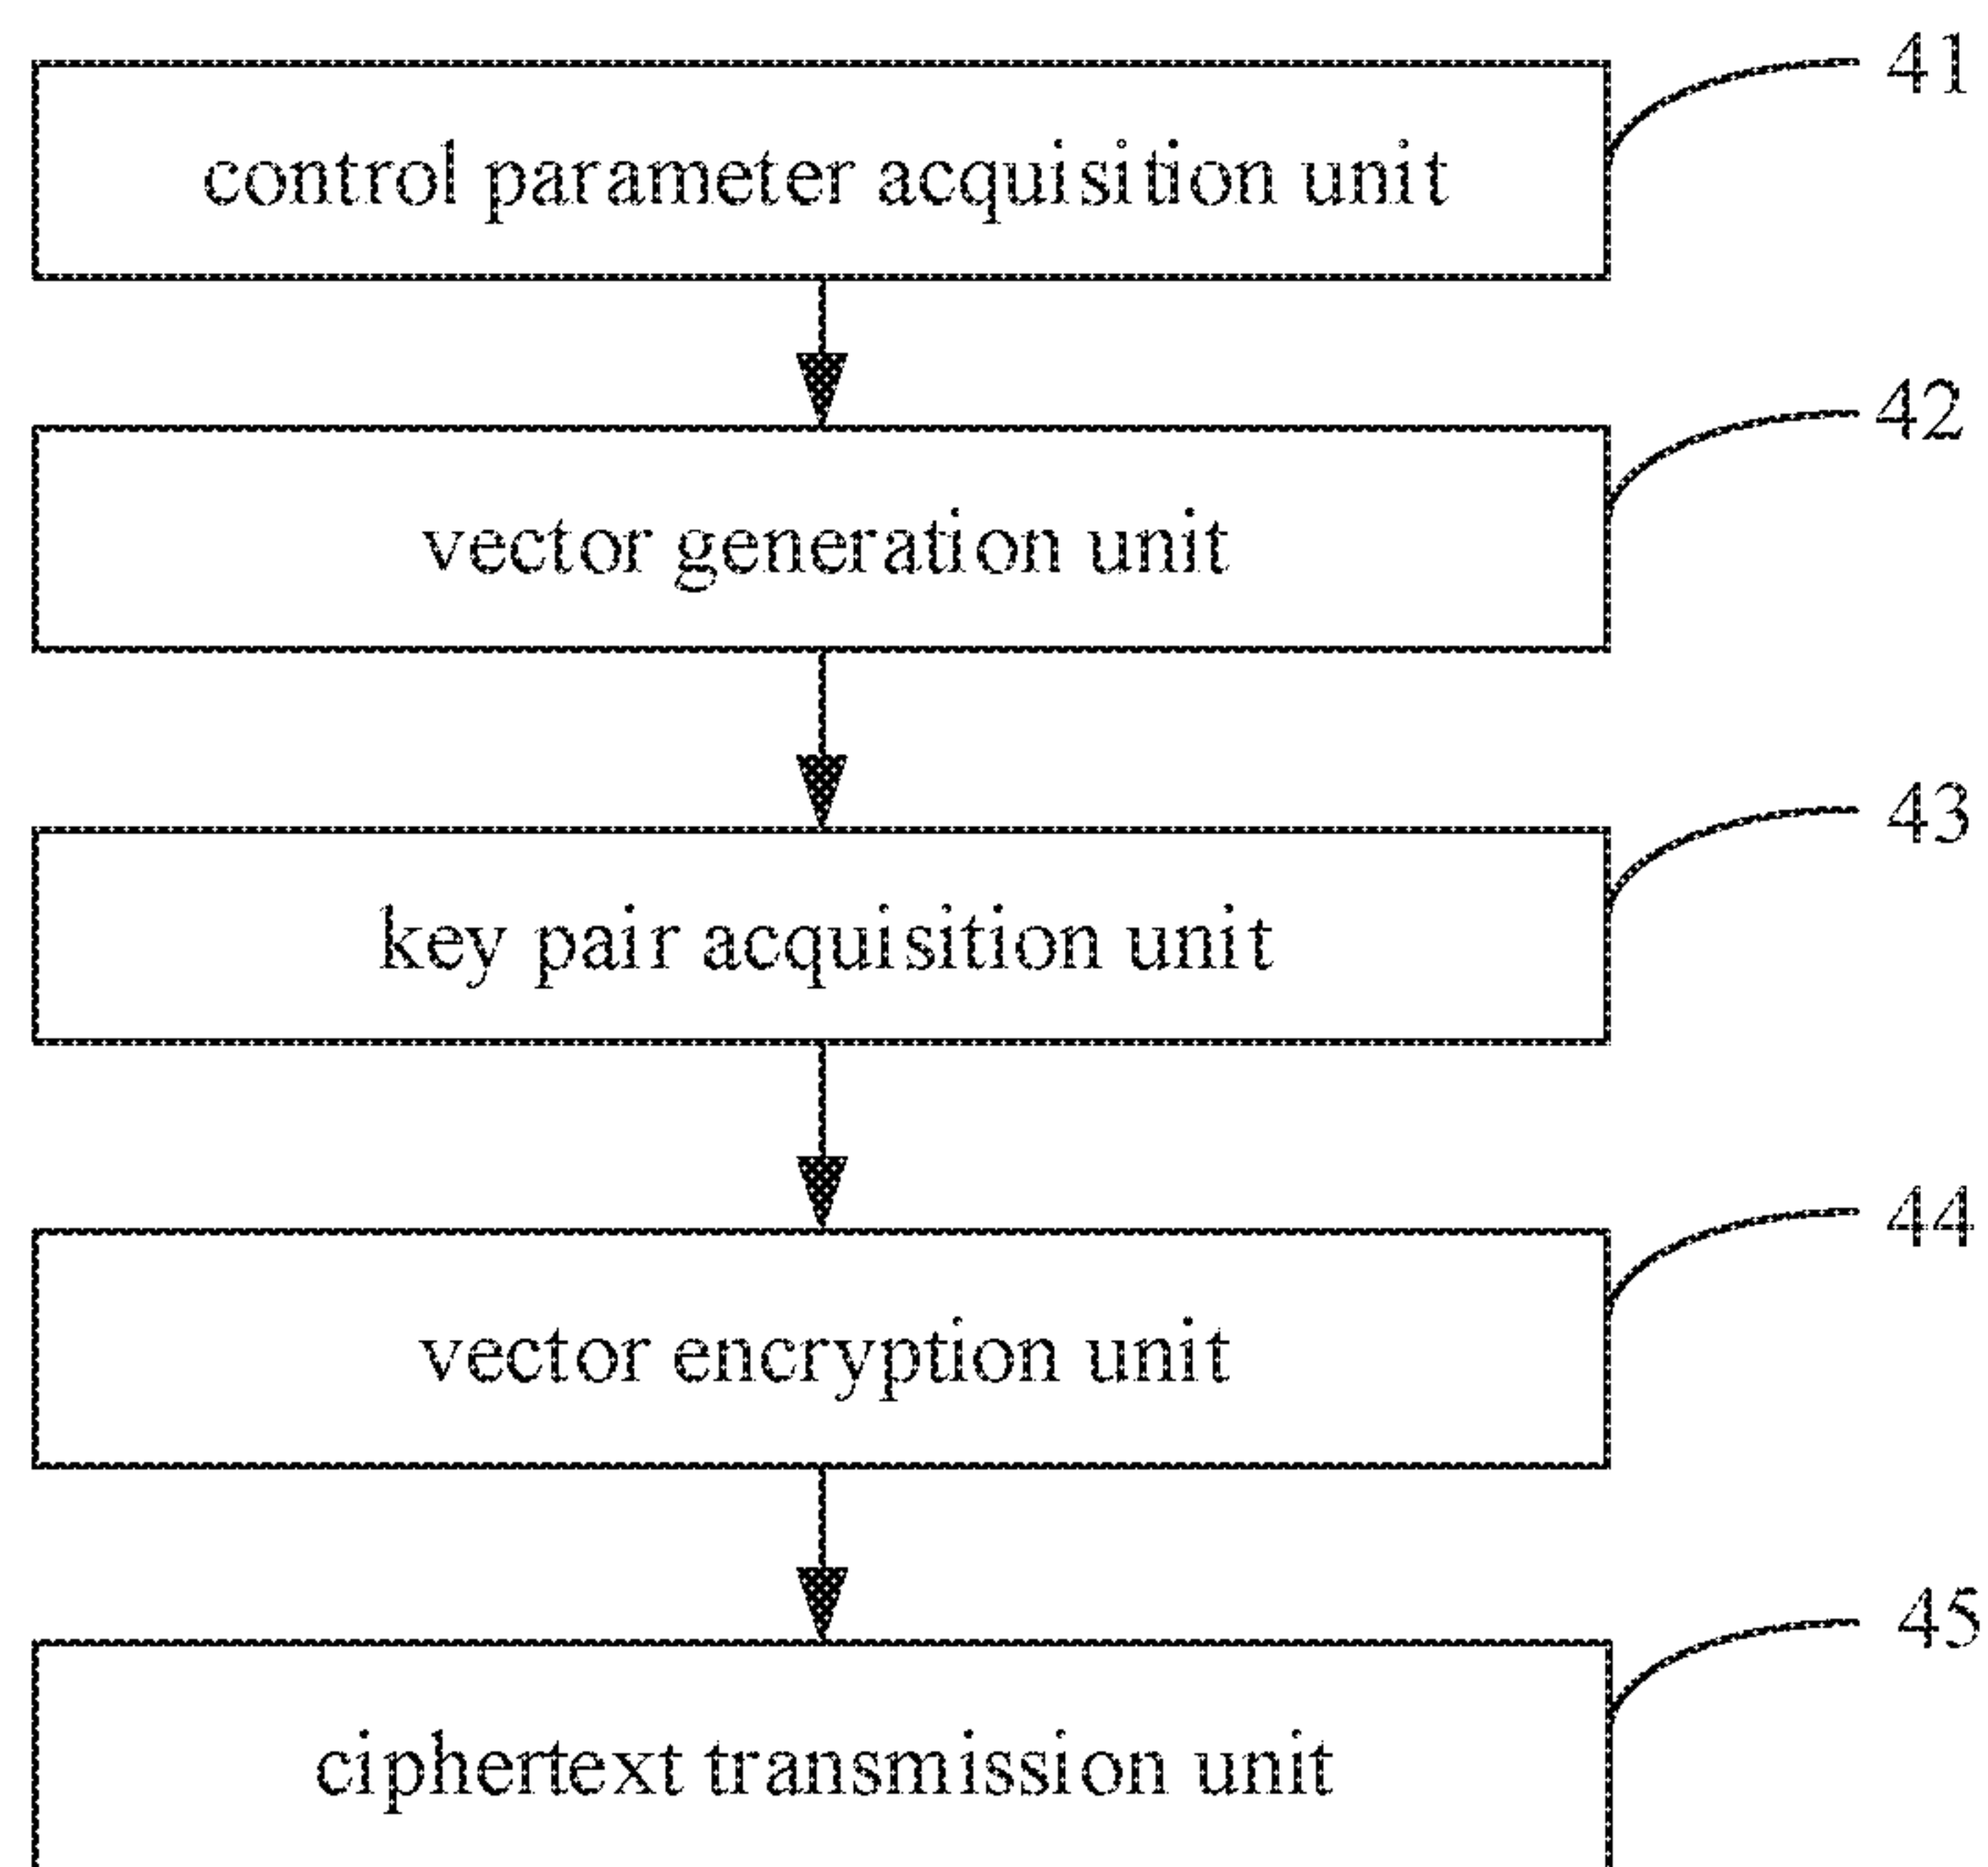 41
control parameter acquisition unit
42
vector generation unit
43
key pair acquisition unit
44
vector encryption unit
45
ciphertext transmission unit